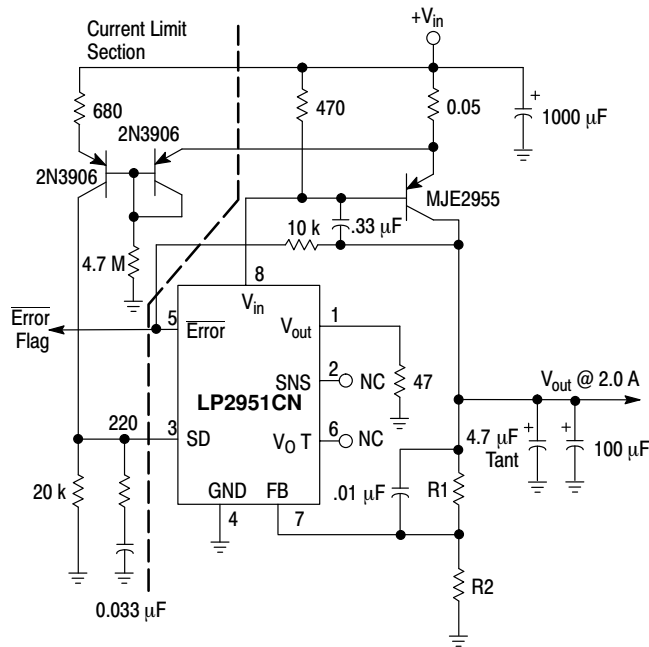 Current Limit
Section
+Vin
680
470
0.05
1000 µF
2N3906
2N3906
MJE2955
.33 µF
10 k
4.7 M
8
Vin
Error
Flag
5
Error
Vout
1
SNS
2
NC
47
LP2951CN
Vout @ 2.0 A
220
3
SD
VO T
6
NC
4.7 µF
Tant
100 µF
20 k
GND
FB
4
7
.01 µF
R1
R2
0.033 µF